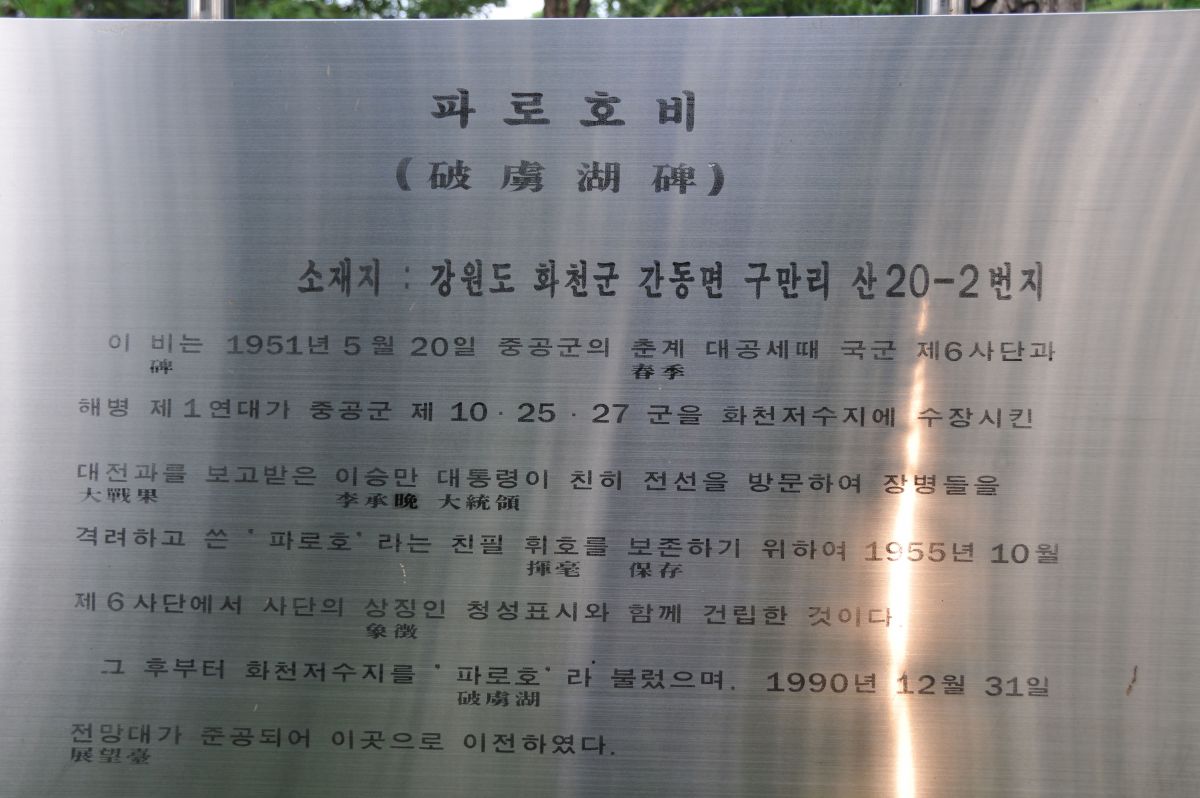 파로호비
(破虜湖碑)
소재지 : 강원도 화천군 간동면 구만리 산20-2번지
이 비는 1951년 5월 20일 중공군의 춘계 대공세때 국군 제6사단과
碑 春季
해병 제1연대가 중공군 제 10 · 25 · 27 군을 화천저수지에 수장시킨
대전과를 보고받은 이승만 대통령이 친히 전선을 방문하여 장병들을
大戰果 李承晩 大統領
격려하고 쓴 '파로호' 라는 친필 휘호를 보존하기 위하여 1955년 10월
揮毫 保存
제6사단에서 사단의 상징인 청성표시와 함께 건립한 것이다.
象徵
그 후부터 화천저수지를 '파로호' 라 불렀으며. 1990년 12월 31일
破虜湖
전망대가 준공되어 이곳으로 이전하였다.
展望臺